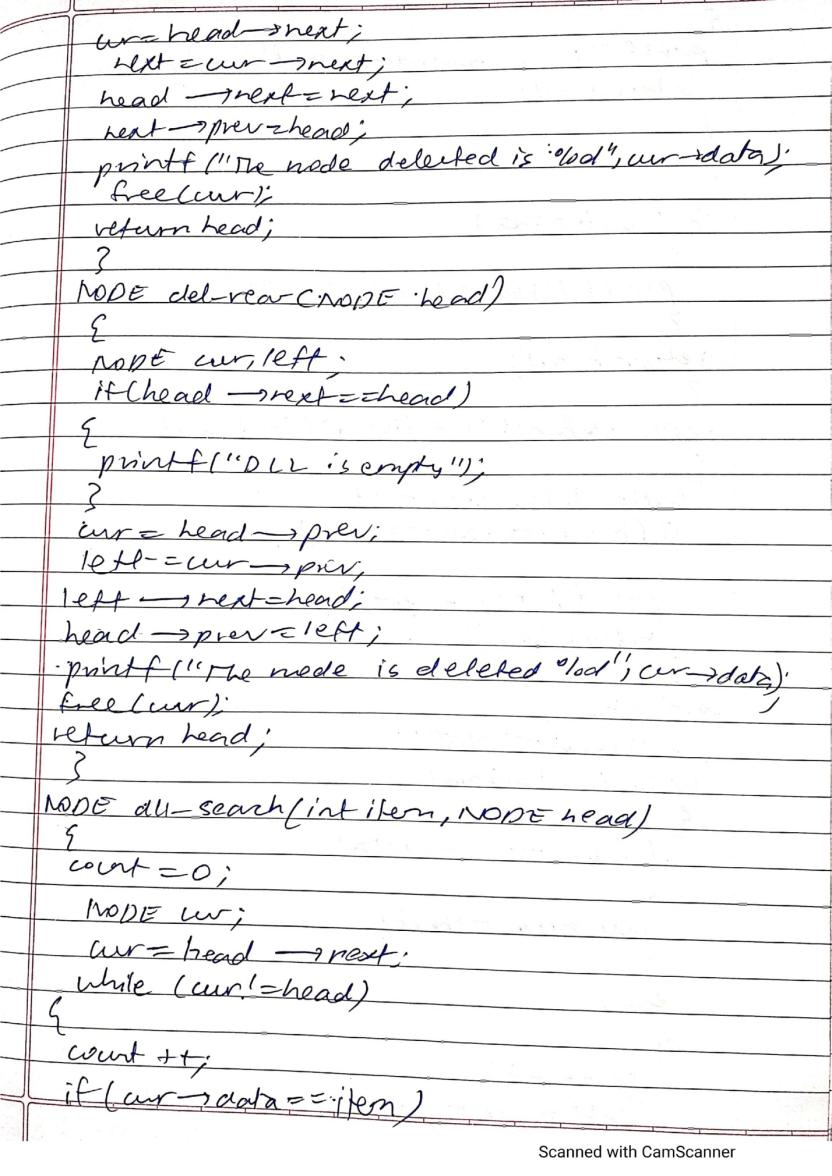 cur=head→next;
next=cur→next;
head→next=next;
next→prev=head;
printf("The node deleted is %d",cur→data);
free(cur);
return head;
}
NODE del-rear(NODE head)
{
NODE cur,left;
if(head→next==head)
{
printf("DLL is empty");
}
cur=head→prev;
left=cur→prev;
left→next=head;
head→prev=left;
printf("The node is deleted %d";cur→data);
free(cur);
return head;
}
NODE dll-search(int item, NODE head)
{
count=0;
NODE cur;
cur=head→next;
while(cur!=head)
{
count++;
if(cur→data==item)
Scanned with CamScanner